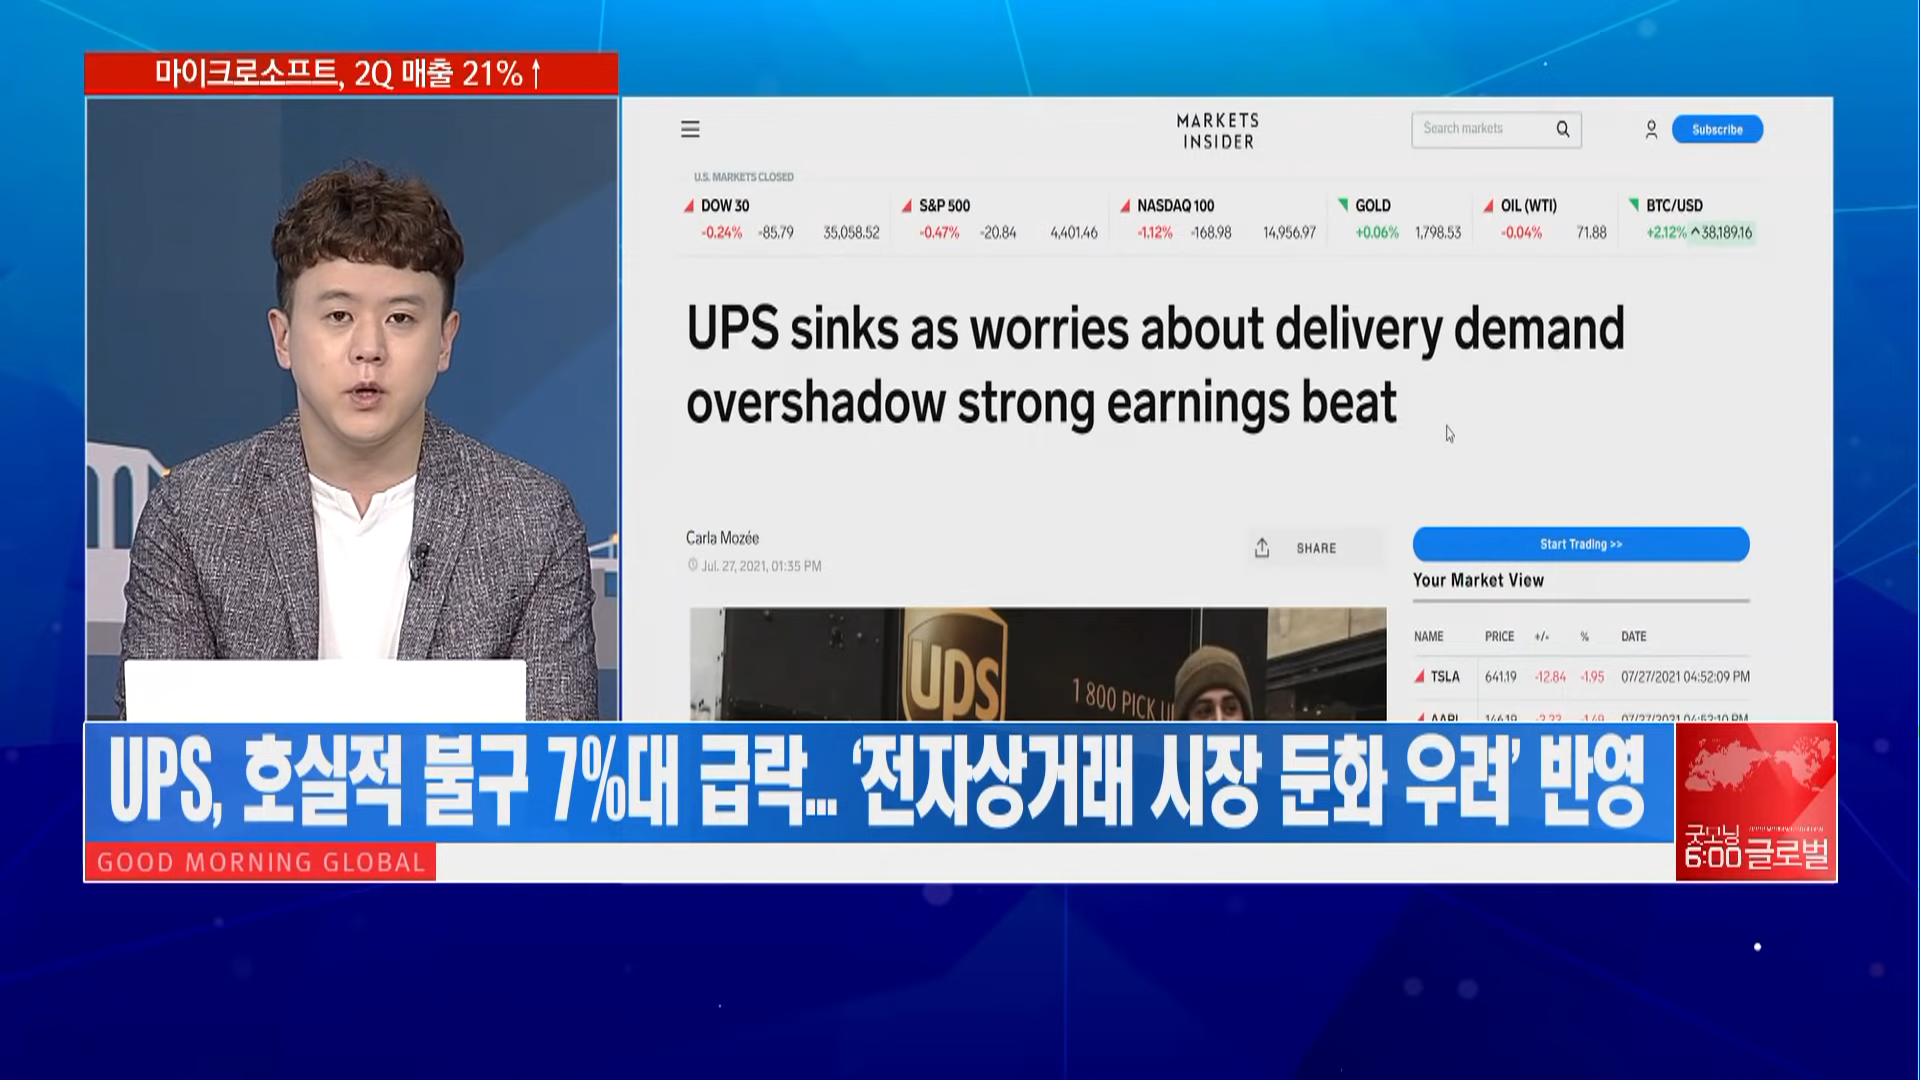 마이크로소프트, 2Q 매출 21%↑
MARKETS
INSIDER
Search markets
Subscribe
U.S. MARKETS CLOSED
DOW 30
-0.24% -85.79 35,058.52
S&P 500
-0.47% -20.84 4,401.46
NASDAQ 100
-1.12% -168.98 14,956.97
GOLD
+0.06% 1,798.53
OIL (WTI)
-0.04% 71.88
BTC/USD
+2.12% ^38,189.16
UPS sinks as worries about delivery demand
overshadow strong earnings beat
Carla Mozée
Jul. 27, 2021, 01:35 PM
SHARE
Start Trading >>
Your Market View
NAME PRICE +/- % DATE
TSLA 641.19 -12.84 -1.95 07/27/2021 04:52:09 PM
ups
1 800 PICK
UPS, 호실적 불구 7%대 급락... ‘전자상거래 시장 둔화 우려’ 반영
GOOD MORNING GLOBAL
굿모닝
6:00 글로벌